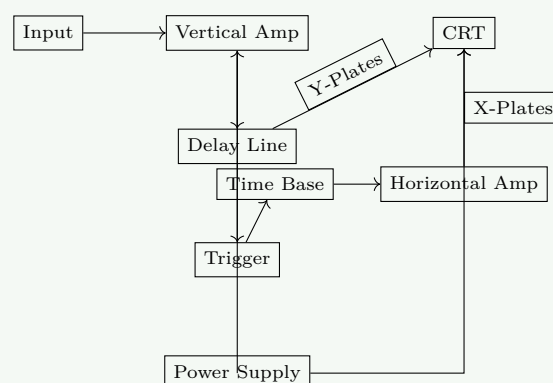 Input
Vertical Amp
CRT
Y-Plates
X-Plates
Delay Line
Time Base
Horizontal Amp
Trigger
Power Supply